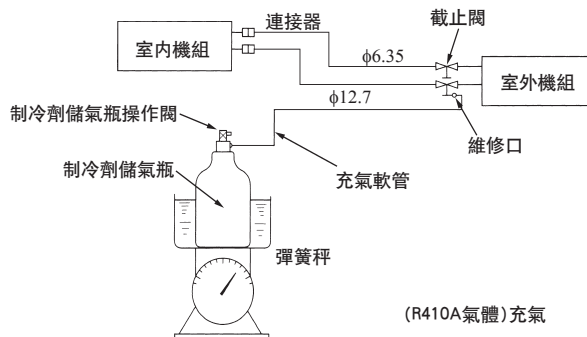 連接器
截止閥
室内機組
φ6.35
室外機組
φ12.7
制冷劑儲氣瓶操作閥
維修口
制冷劑儲氣瓶
充氣軟管
彈簧秤
(R410A氣體)充氣